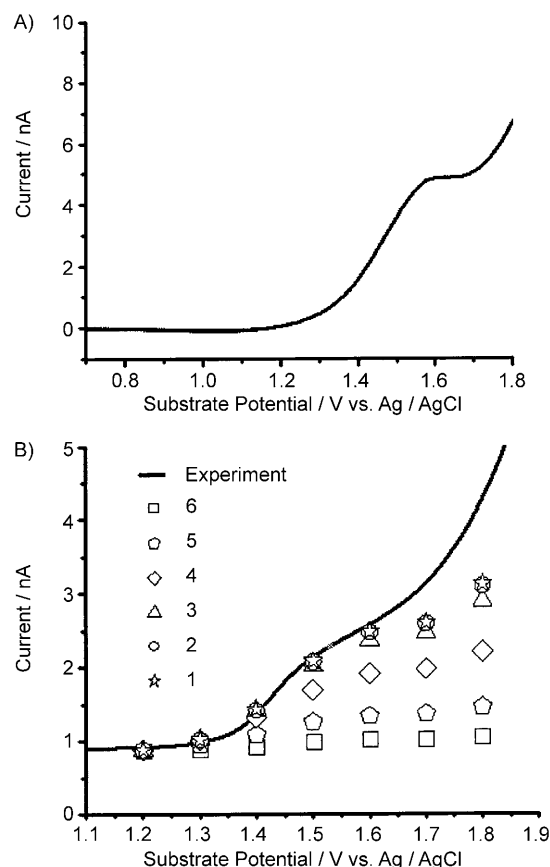 A)
10
8
6
4
2
0
Current / nA
0.8 1.0 1.2 1.4 1.6 1.8
Substrate Potential / V vs. Ag / AgCl
B)
5
4
3
2
1
0
Current / nA
Experiment
6
5
4
3
2
1
1.1 1.2 1.3 1.4 1.5 1.6 1.7 1.8 1.9
Substrate Potential / V vs. Ag / AgCl